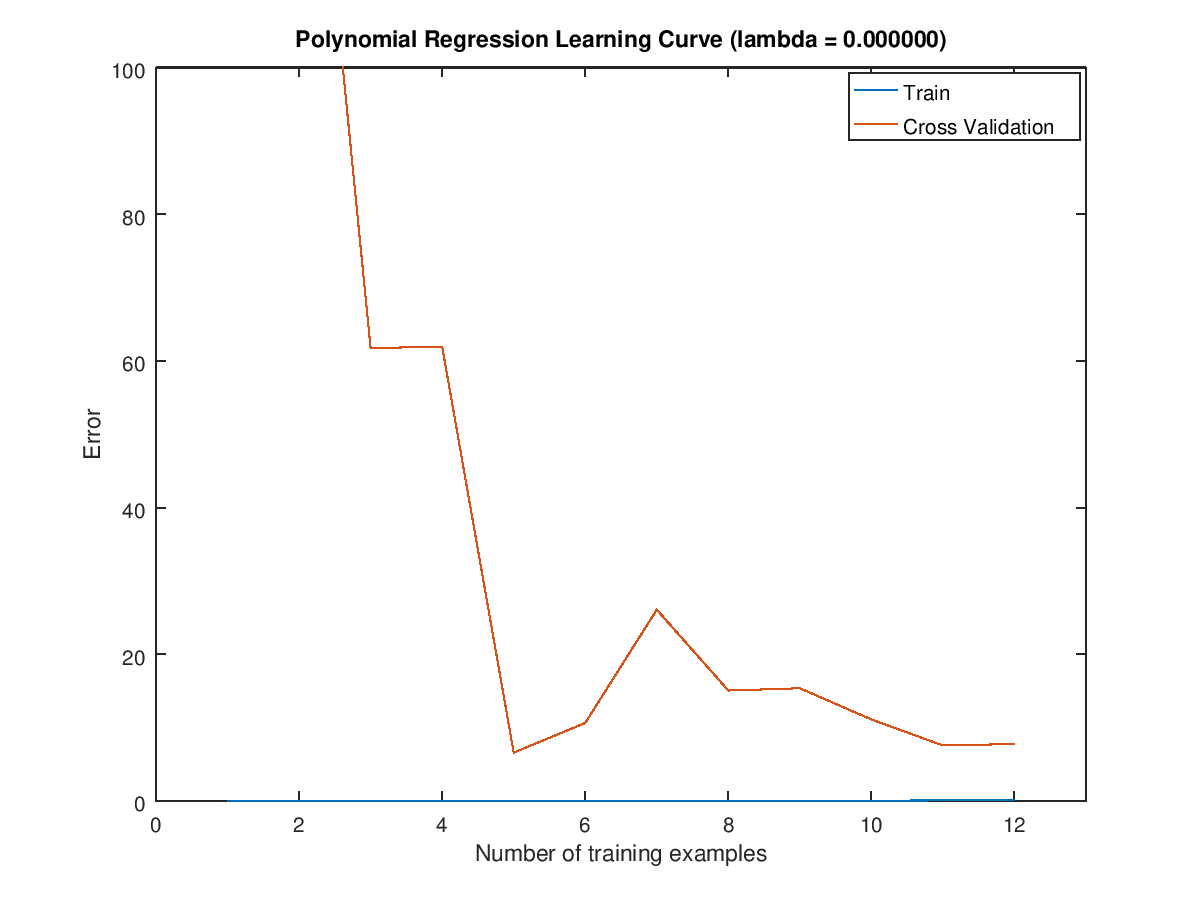 Polynomial Regression Learning Curve (lambda = 0.000000)
Train
Cross Validation
100
80
60
40
20
0
Error
0 2 4 6 8 10 12
Number of training examples